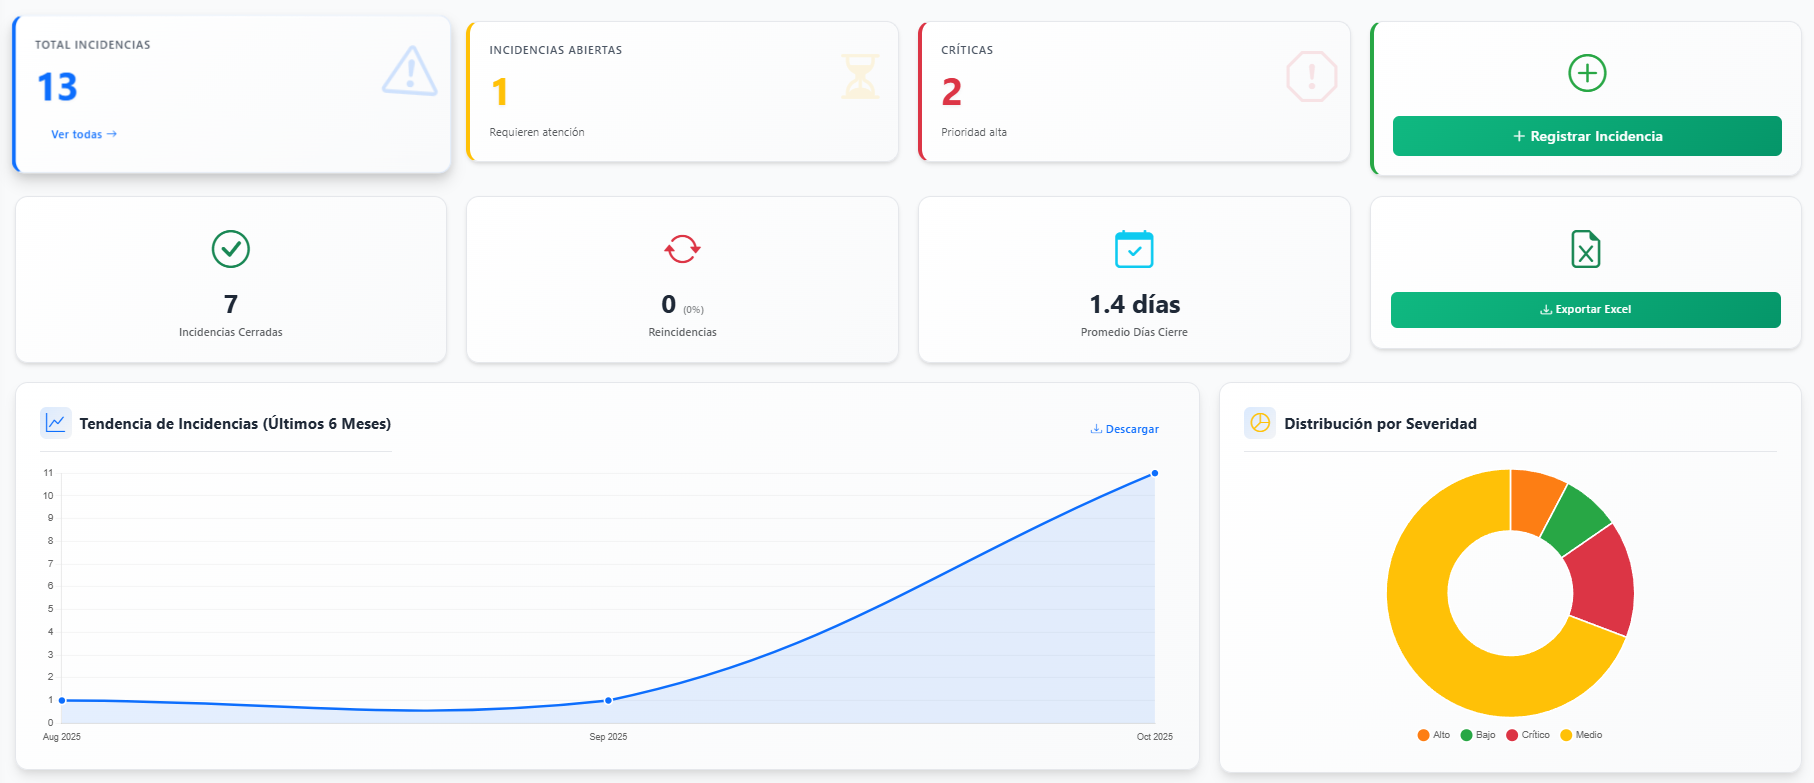 TOTAL INCIDENCIAS
13
Ver todas →
INCIDENCIAS ABIERTAS
1
Requieren atención
CRÍTICAS
2
Prioridad alta
+ Registrar Incidencia
7
Incidencias Cerradas
0 (0%)
Reincidencias
1.4 días
Promedio Días Cierre
Exportar Excel
Tendencia de Incidencias (Últimos 6 Meses)
Descargar
11
10
9
8
7
6
5
4
3
2
1
0
Aug 2025
Sep 2025
Oct 2025
Distribución por Severidad
Alto
Bajo
Crítico
Medio